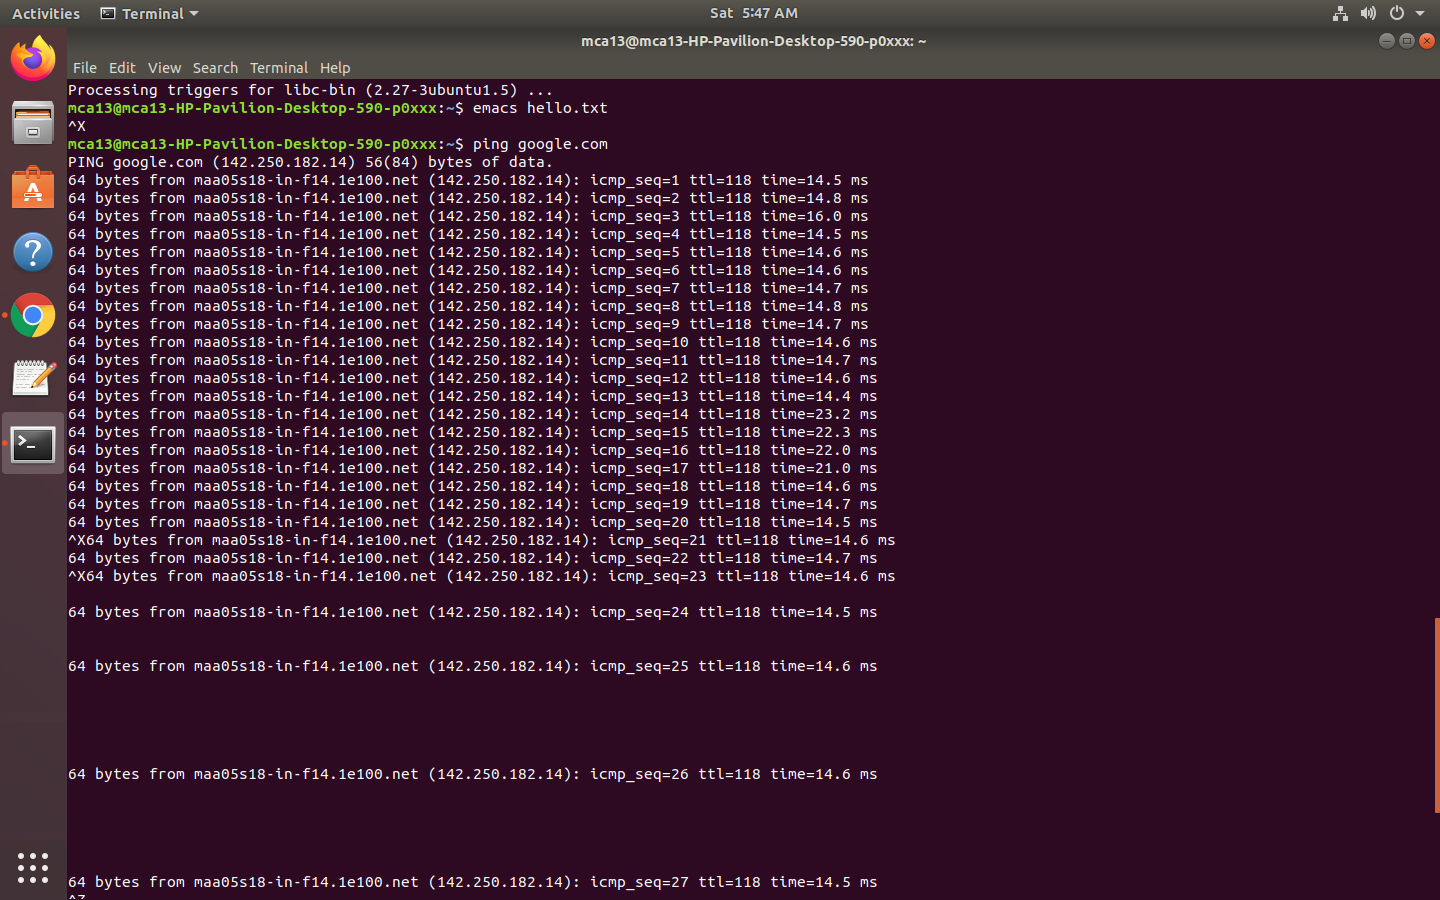 Activities Terminal Sat 5:47 AM
mca13@mca13-HP-Pavilion-Desktop-590-p0xxx: ~
File Edit View Search Terminal Help
Processing triggers for libc-bin (2.27-3ubuntu1.5) ...
mca13@mca13-HP-Pavilion-Desktop-590-p0xxx:~$ emacs hello.txt
^X
mca13@mca13-HP-Pavilion-Desktop-590-p0xxx:~$ ping google.com
PING google.com (142.250.182.14) 56(84) bytes of data.
64 bytes from maa05s18-in-f14.1e100.net (142.250.182.14): icmp_seq=1 ttl=118 time=14.5 ms
64 bytes from maa05s18-in-f14.1e100.net (142.250.182.14): icmp_seq=2 ttl=118 time=14.8 ms
64 bytes from maa05s18-in-f14.1e100.net (142.250.182.14): icmp_seq=3 ttl=118 time=16.0 ms
64 bytes from maa05s18-in-f14.1e100.net (142.250.182.14): icmp_seq=4 ttl=118 time=14.5 ms
64 bytes from maa05s18-in-f14.1e100.net (142.250.182.14): icmp_seq=5 ttl=118 time=14.6 ms
64 bytes from maa05s18-in-f14.1e100.net (142.250.182.14): icmp_seq=6 ttl=118 time=14.6 ms
64 bytes from maa05s18-in-f14.1e100.net (142.250.182.14): icmp_seq=7 ttl=118 time=14.7 ms
64 bytes from maa05s18-in-f14.1e100.net (142.250.182.14): icmp_seq=8 ttl=118 time=14.8 ms
64 bytes from maa05s18-in-f14.1e100.net (142.250.182.14): icmp_seq=9 ttl=118 time=14.7 ms
64 bytes from maa05s18-in-f14.1e100.net (142.250.182.14): icmp_seq=10 ttl=118 time=14.6 ms
64 bytes from maa05s18-in-f14.1e100.net (142.250.182.14): icmp_seq=11 ttl=118 time=14.7 ms
64 bytes from maa05s18-in-f14.1e100.net (142.250.182.14): icmp_seq=12 ttl=118 time=14.6 ms
64 bytes from maa05s18-in-f14.1e100.net (142.250.182.14): icmp_seq=13 ttl=118 time=14.4 ms
64 bytes from maa05s18-in-f14.1e100.net (142.250.182.14): icmp_seq=14 ttl=118 time=23.2 ms
64 bytes from maa05s18-in-f14.1e100.net (142.250.182.14): icmp_seq=15 ttl=118 time=22.3 ms
64 bytes from maa05s18-in-f14.1e100.net (142.250.182.14): icmp_seq=16 ttl=118 time=22.0 ms
64 bytes from maa05s18-in-f14.1e100.net (142.250.182.14): icmp_seq=17 ttl=118 time=21.0 ms
64 bytes from maa05s18-in-f14.1e100.net (142.250.182.14): icmp_seq=18 ttl=118 time=14.6 ms
64 bytes from maa05s18-in-f14.1e100.net (142.250.182.14): icmp_seq=19 ttl=118 time=14.7 ms
64 bytes from maa05s18-in-f14.1e100.net (142.250.182.14): icmp_seq=20 ttl=118 time=14.5 ms
^X64 bytes from maa05s18-in-f14.1e100.net (142.250.182.14): icmp_seq=21 ttl=118 time=14.6 ms
64 bytes from maa05s18-in-f14.1e100.net (142.250.182.14): icmp_seq=22 ttl=118 time=14.7 ms
^X64 bytes from maa05s18-in-f14.1e100.net (142.250.182.14): icmp_seq=23 ttl=118 time=14.6 ms
64 bytes from maa05s18-in-f14.1e100.net (142.250.182.14): icmp_seq=24 ttl=118 time=14.5 ms
64 bytes from maa05s18-in-f14.1e100.net (142.250.182.14): icmp_seq=25 ttl=118 time=14.6 ms
64 bytes from maa05s18-in-f14.1e100.net (142.250.182.14): icmp_seq=26 ttl=118 time=14.6 ms
64 bytes from maa05s18-in-f14.1e100.net (142.250.182.14): icmp_seq=27 ttl=118 time=14.5 ms